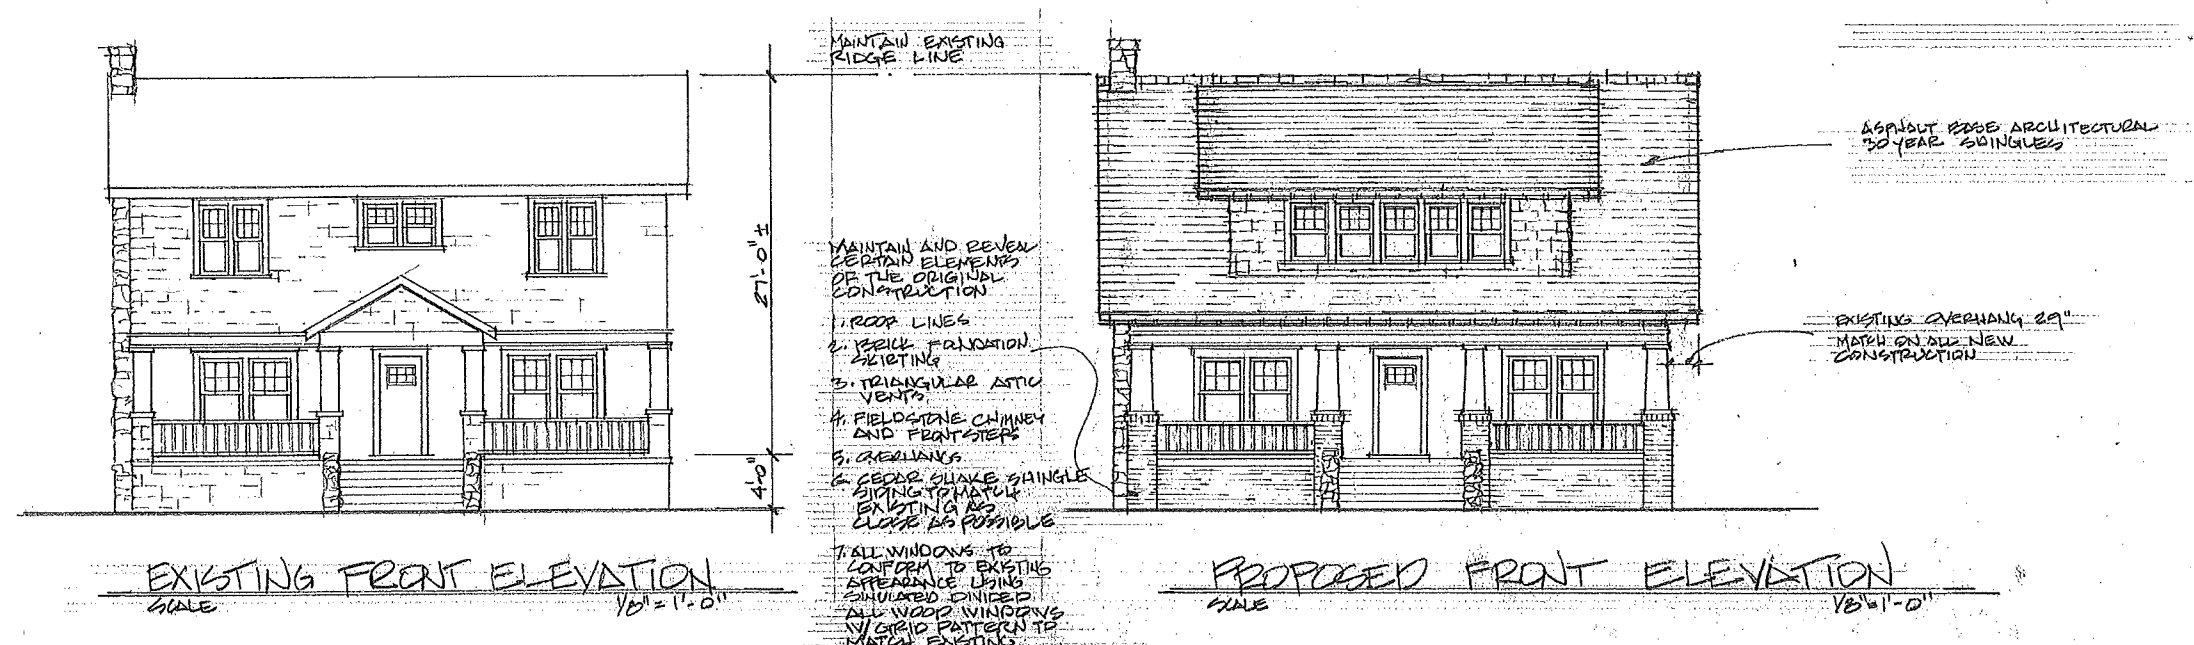 MAINTAIN EXISTING
RIDGE LINE
27'-0"±
4'-0"
MAINTAIN AND REVEAL
CERTAIN ELEMENTS
OF THE ORIGINAL
CONSTRUCTION
1. ROOF LINES
2. BRICK FOUNDATION
SKIRTING
3. TRIANGULAR ATTIC
VENTS
4. FIELDSTONE CHIMNEY
AND FRONT STEPS
5. OVERHANGS
6. CEDAR SHAKE SHINGLE
SIDING TO MATCH
EXISTING AS
CLOSE AS POSSIBLE
7. ALL WINDOWS TO
CONFORM TO EXISTING
APPEARANCE USING
SIMULATED DIVIDED
ALL WOOD WINDOWS
W/ GRID PATTERN TO
MATCH EXISTING
ASPHALT BASE ARCHITECTURAL
30 YEAR SHINGLES
EXISTING OVERHANG 29"
MATCH ON ALL NEW
CONSTRUCTION
EXISTING FRONT ELEVATION
SCALE 1/8" = 1'-0"
PROPOSED FRONT ELEVATION
SCALE 1/8"=1'-0"